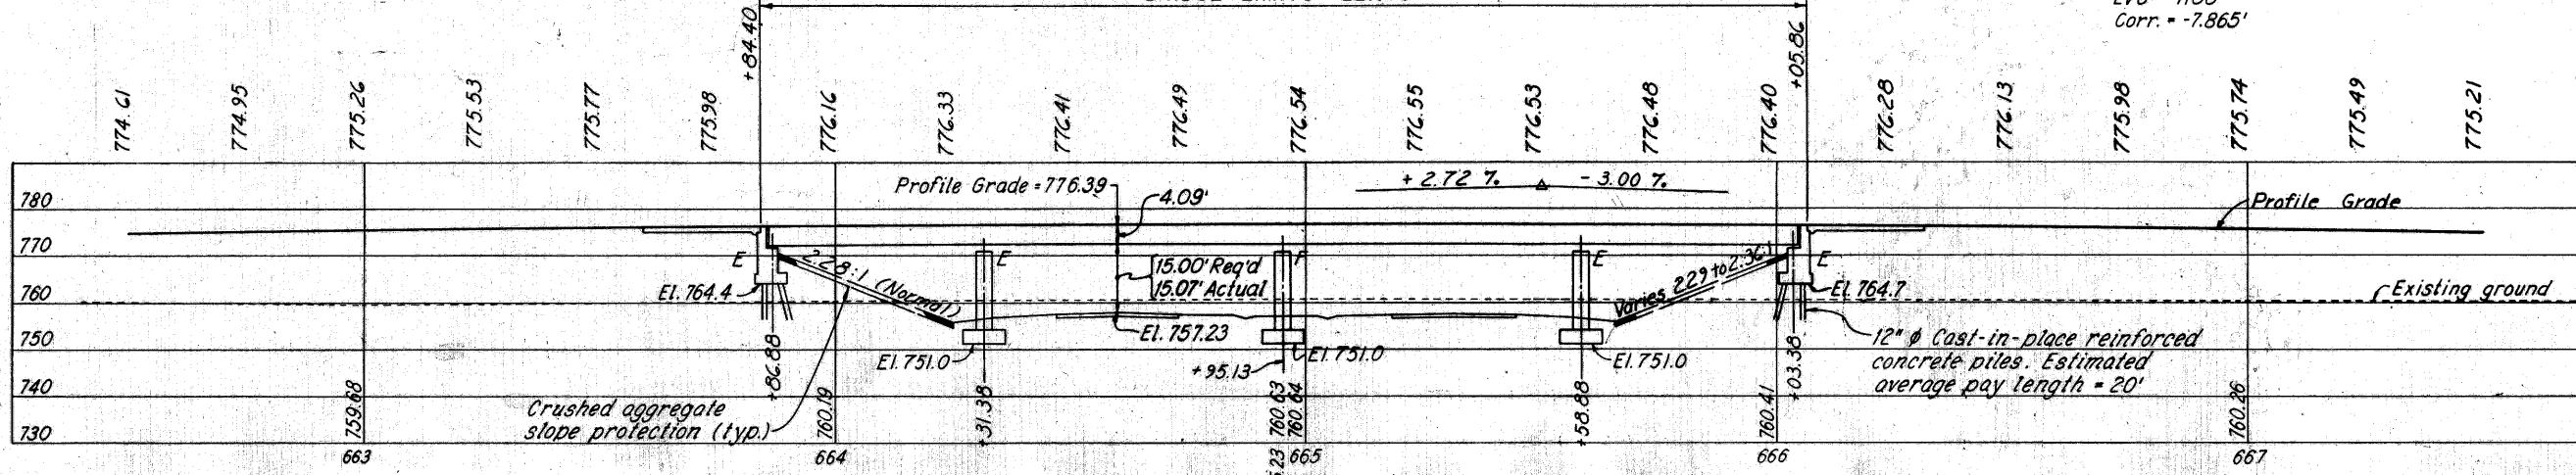 Corr. = -7.865'
+84.40
+05.86
774.61
774.95
775.26
775.53
775.77
775.98
776.16
776.33
776.41
776.49
776.54
776.55
776.53
776.48
776.40
776.28
776.13
775.98
775.74
775.49
775.21
Profile Grade = 776.39
4.09'
+ 2.72 % △ - 3.00 %
Profile Grade
780
770
760
750
740
730
E
2.28:1 (Normal)
El. 764.4
E
15.00' Req'd
15.07' Actual
F
E
Varies 2.29 to 2.36:1
E
El. 764.7
Existing ground
El. 757.23
El. 751.0
El. 751.0
El. 751.0
+95.13
12" ϕ Cast-in-place reinforced
concrete piles. Estimated
average pay length = 20'
Crushed aggregate
slope protection (typ.)
759.68
+86.88
760.19
+31.38
760.63
760.64
+58.88
760.41
+03.38
760.26
663
664
665
666
667